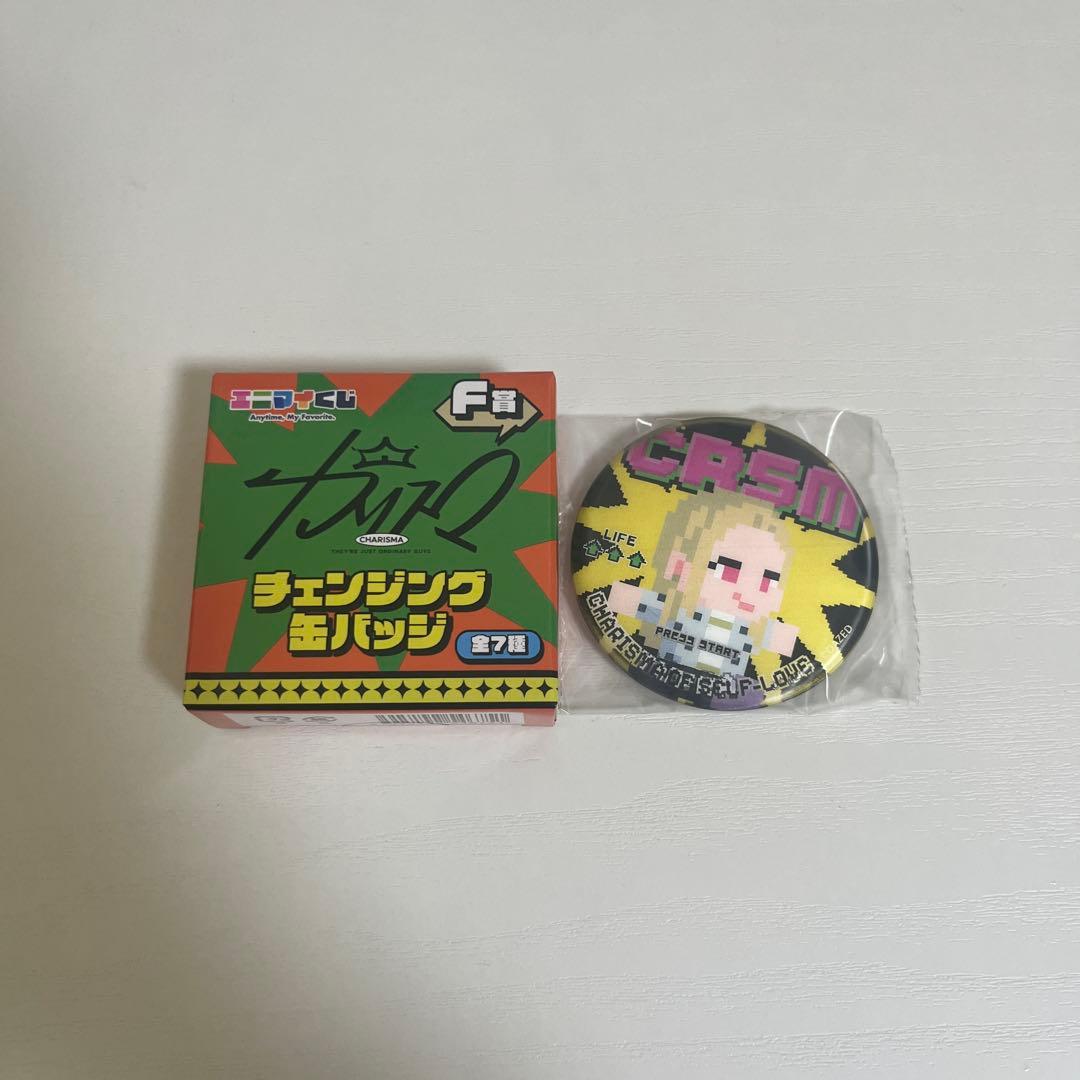 エニマイくじ
Anytime, My Favorite.
F賞
カリスマ
CHARISMA
THEY'RE JUST ORDINARY GUYS
チェンジング
缶バッジ
全7種
CRSM
LIFE
PRESS START
CHARISMA OF SELF-LOVE